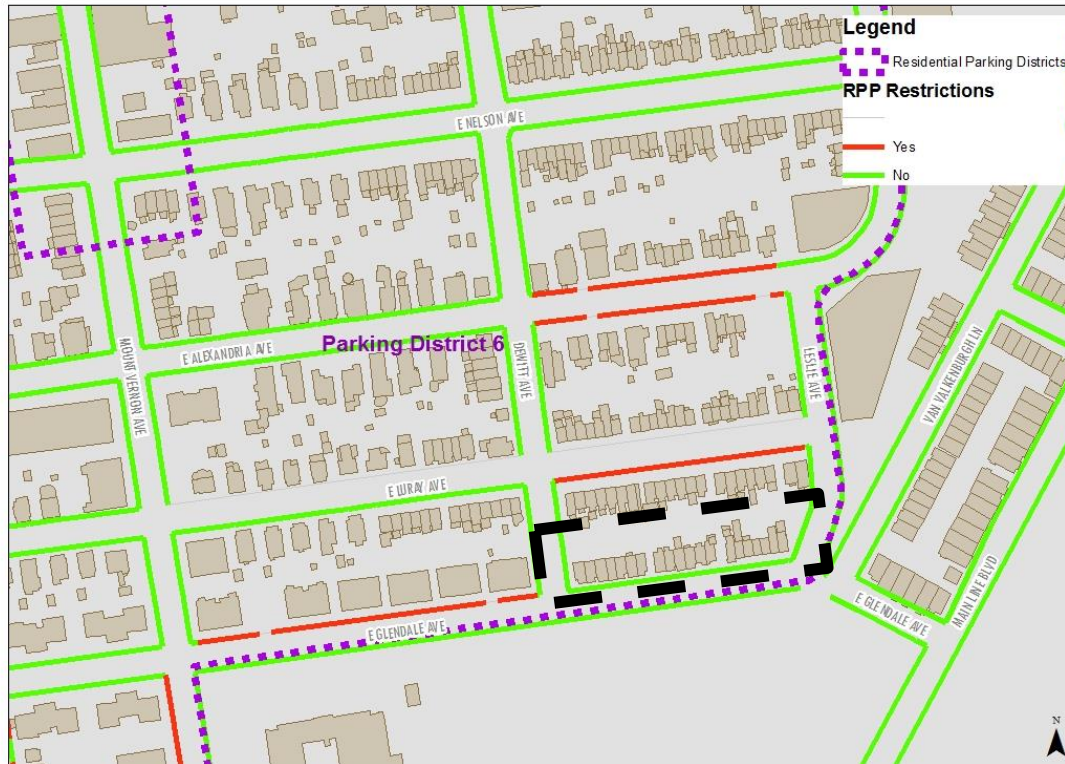 Legend
Residential Parking Districts
RPP Restrictions
Yes
No
E NELSON AVE
Parking District 6
E ALEXANDRIA AVE
MOUNT VERNON AVE
DEWITT AVE
LESLIE AVE
VAN VALKENBURGH LN
E LURAY AVE
E GLENDALE AVE
E GLENDALE AVE
MAIN LINE BLVD
N